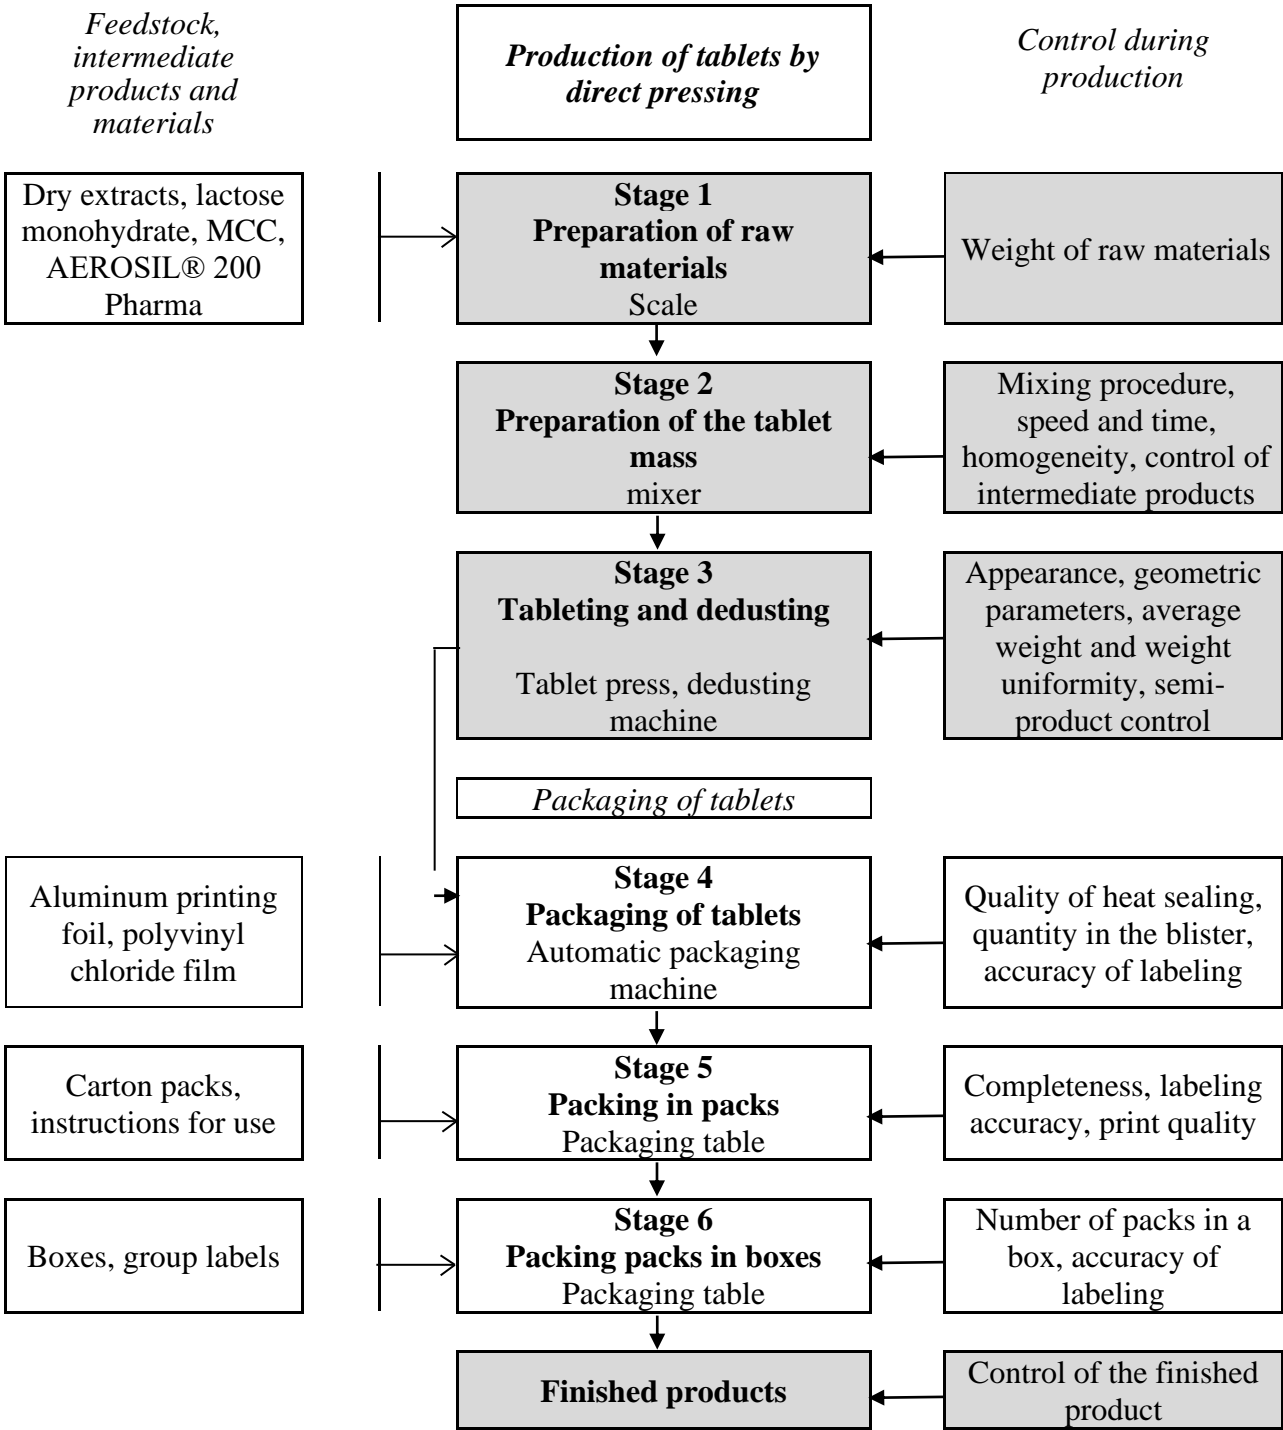 Feedstock,
intermediate
products and
materials
Production of tablets by
direct pressing
Control during
production
Dry extracts, lactose
monohydrate, MCC,
AEROSIL® 200
Pharma
Stage 1
Preparation of raw
materials
Scale
Weight of raw materials
Stage 2
Preparation of the tablet
mass
mixer
Mixing procedure,
speed and time,
homogeneity, control of
intermediate products
Stage 3
Tableting and dedusting
Tablet press, dedusting
machine
Appearance, geometric
parameters, average
weight and weight
uniformity, semi-
product control
Packaging of tablets
Aluminum printing
foil, polyvinyl
chloride film
Stage 4
Packaging of tablets
Automatic packaging
machine
Quality of heat sealing,
quantity in the blister,
accuracy of labeling
Carton packs,
instructions for use
Stage 5
Packing in packs
Packaging table
Completeness, labeling
accuracy, print quality
Boxes, group labels
Stage 6
Packing packs in boxes
Packaging table
Number of packs in a
box, accuracy of
labeling
Finished products
Control of the finished
product